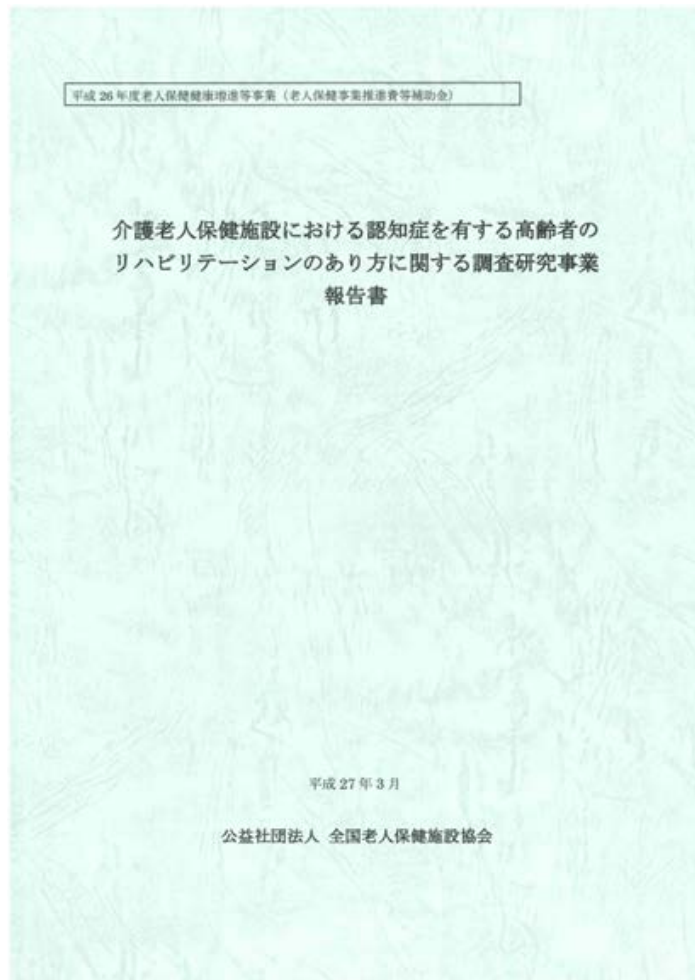 平成 26 年度老人保健健康増進等事業（老人保健事業推進費等補助金）
介護老人保健施設における認知症を有する高齢者の
リハビリテーションのあり方に関する調査研究事業
報告書
平成 27 年 3 月
公益社団法人 全国老人保健施設協会